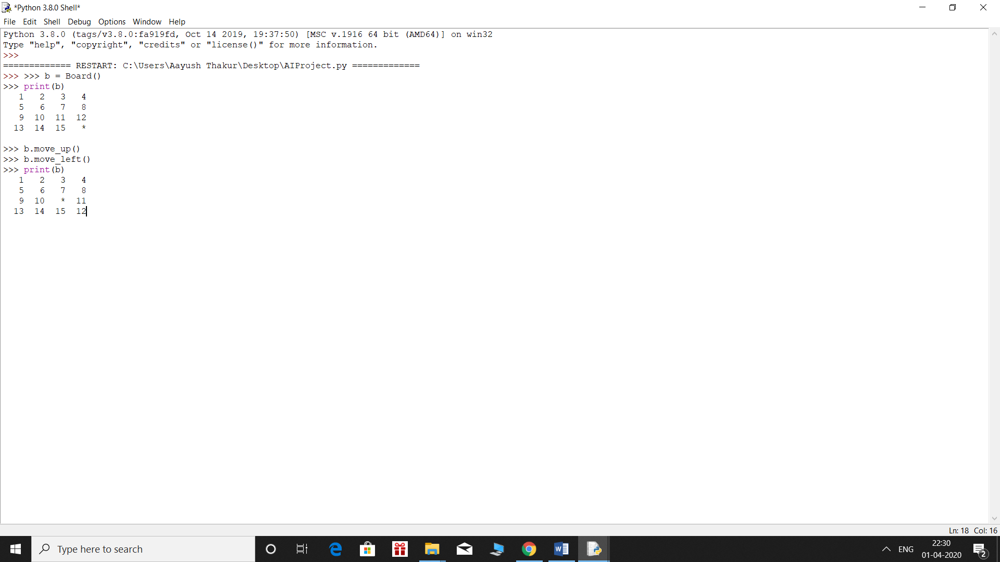 *Python 3.8.0 Shell*
File Edit Shell Debug Options Window Help
Python 3.8.0 (tags/v3.8.0:fa919fd, Oct 14 2019, 19:37:50) [MSC v.1916 64 bit (AMD64)] on win32
Type "help", "copyright", "credits" or "license()" for more information.
>>>
============= RESTART: C:\Users\Aayush Thakur\Desktop\AIProject.py =============
>>> >>> b = Board()
>>> print(b)
1 2 3 4
5 6 7 8
9 10 11 12
13 14 15 *
>>> b.move_up()
>>> b.move_left()
>>> print(b)
1 2 3 4
5 6 7 8
9 10 * 11
13 14 15 12
Ln: 18 Col: 16
Type here to search
W
ENG
22:30
01-04-2020
2